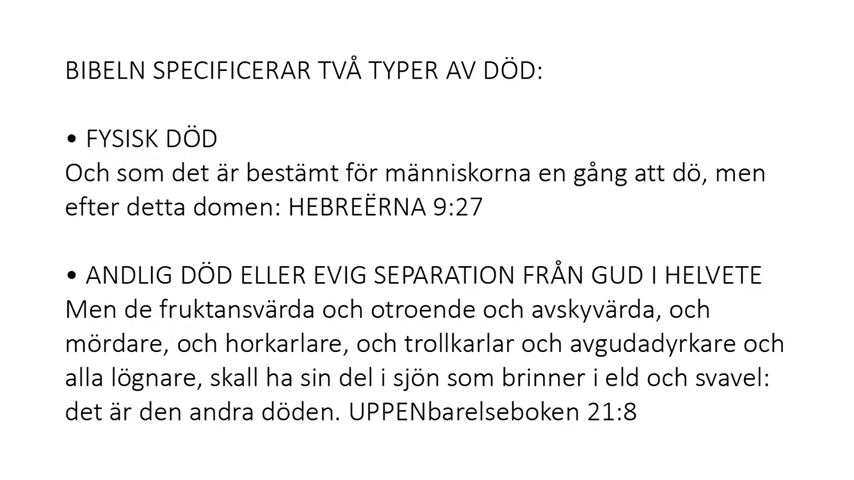 BIBELN SPECIFICERAR TVÅ TYPER AV DÖD:
• FYSISK DÖD
Och som det är bestämt för människorna en gång att dö, men
efter detta domen: HEBREËRNA 9:27
• ANDLIG DÖD ELLER EVIG SEPARATION FRÅN GUD I HELVETE
Men de fruktansvärda och otroende och avskyvärda, och
mördare, och horkarlare, och trollkarlar och avgudadyrkare och
alla lögnare, skall ha sin del i sjön som brinner i eld och svavel:
det är den andra döden. UPPENbarelseboken 21:8